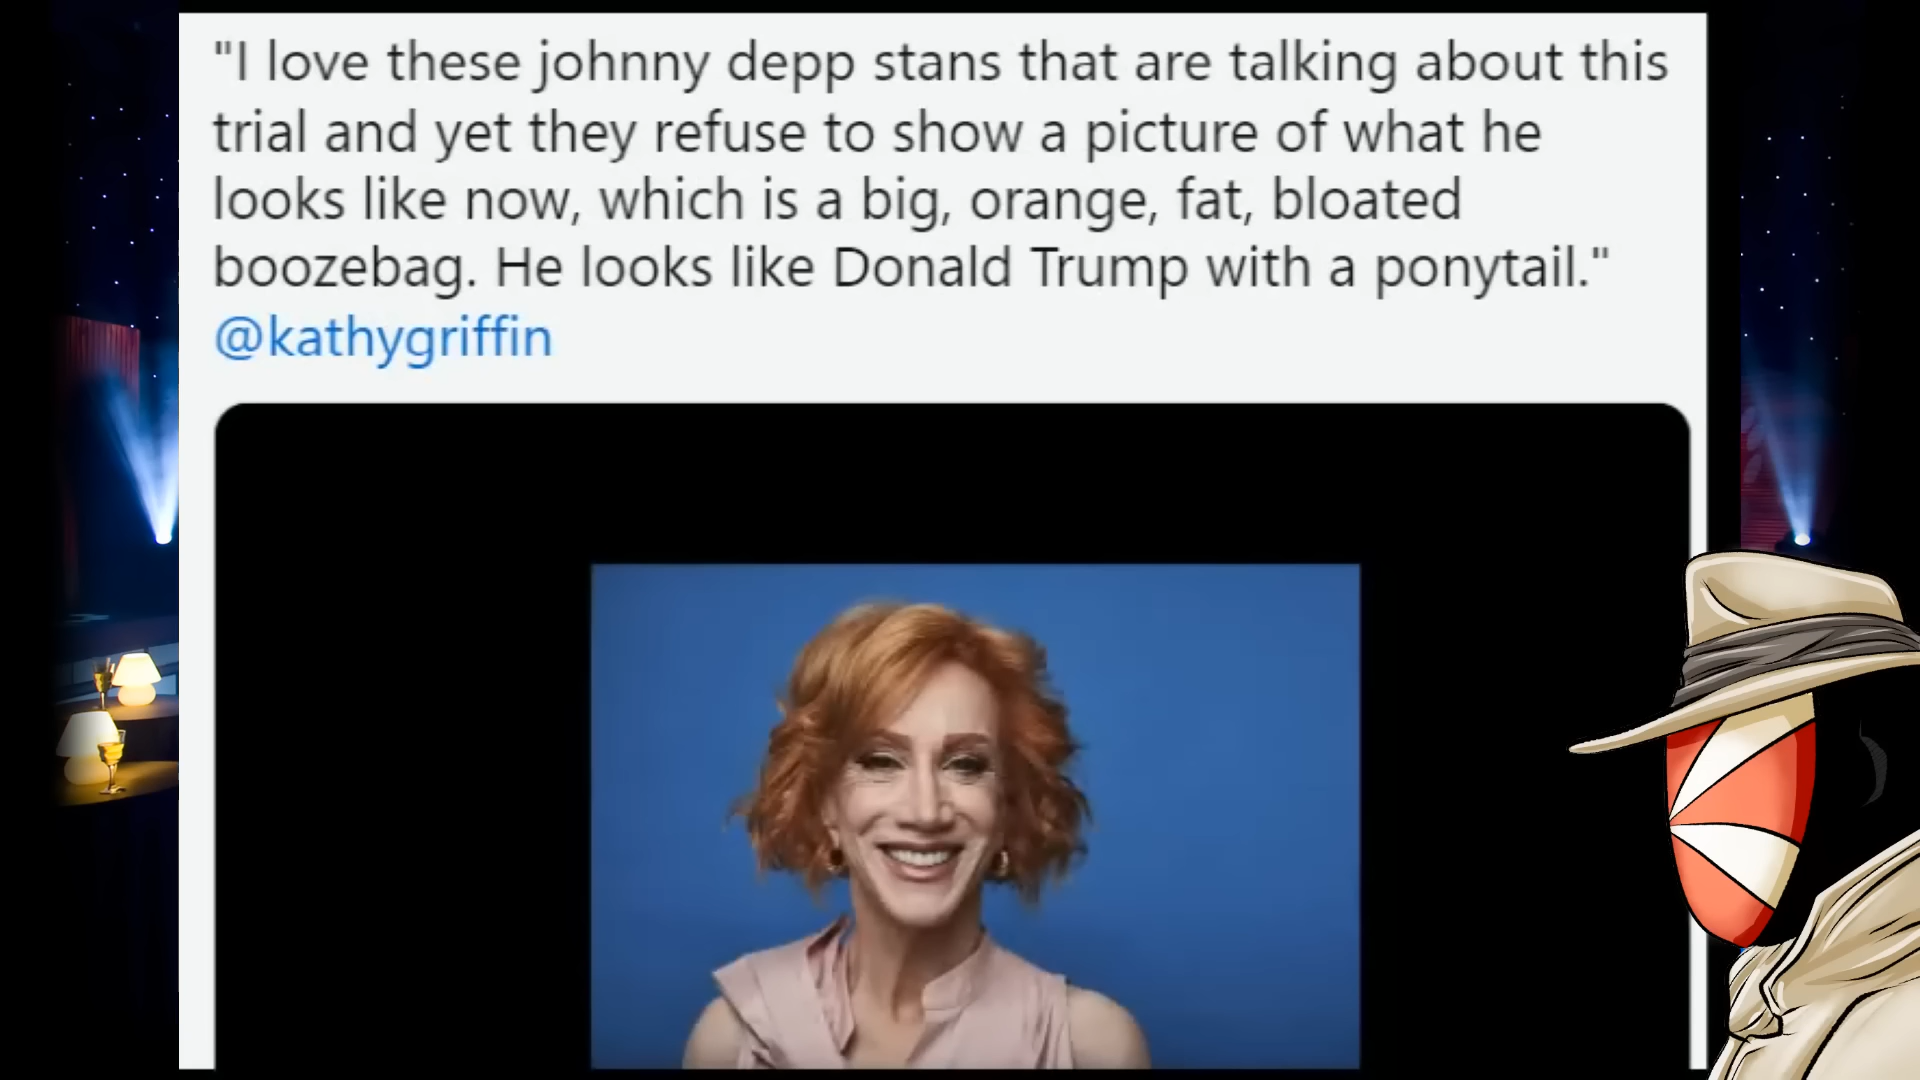 "I love these johnny depp stans that are talking about this
trial and yet they refuse to show a picture of what he
looks like now, which is a big, orange, fat, bloated
boozebag. He looks like Donald Trump with a ponytail."
@kathygriffin